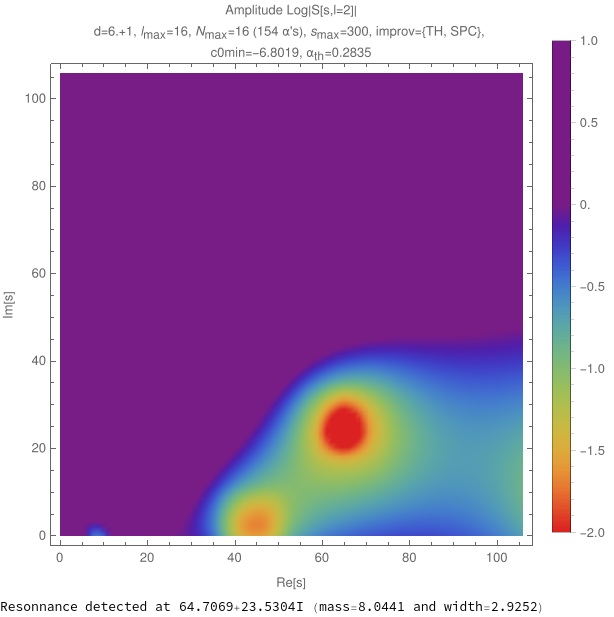 Amplitude Log|S[s,l=2]|
d=6.+1, lmax=16, Nmax=16 (154 α's), smax=300, improv={TH, SPC},
c0min=−6.8019, αth=0.2835
1.0
0.5
0.
−0.5
−1.0
−1.5
−2.0
100
80
60
40
20
0
Im[s]
0 20 40 60 80 100
Re[s]
Resonnance detected at 64.7069+23.5304I (mass=8.0441 and width=2.9252)